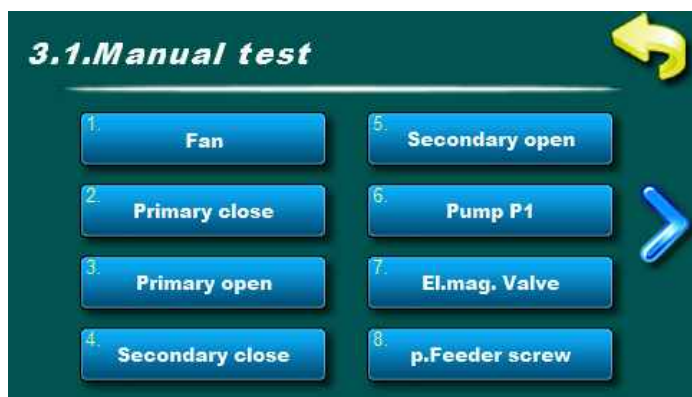 3.1.Manual test
1. Fan
2. Primary close
3. Primary open
4. Secondary close
5. Secondary open
6. Pump P1
7. El.mag. Valve
8. p.Feeder screw